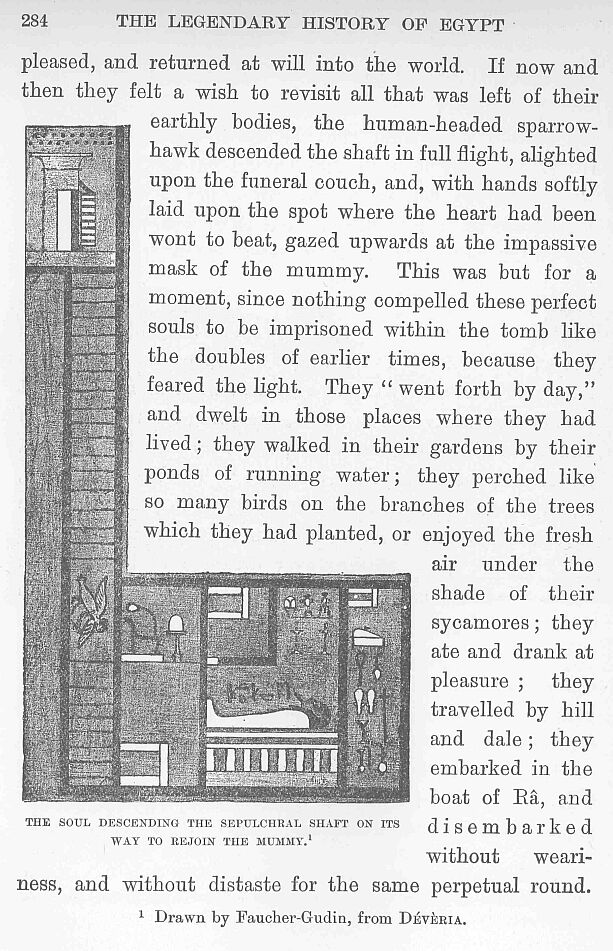 284 THE LEGENDARY HISTORY OF EGYPT
pleased, and returned at will into the world. If now and
then they felt a wish to revisit all that was left of their
earthly bodies, the human-headed sparrow-
hawk descended the shaft in full flight, alighted
upon the funeral couch, and, with hands softly
laid upon the spot where the heart had been
wont to beat, gazed upwards at the impassive
mask of the mummy. This was but for a
moment, since nothing compelled these perfect
souls to be imprisoned within the tomb like
the doubles of earlier times, because they
feared the light. They “ went forth by day,”
and dwelt in those places where they had
lived ; they walked in their gardens by their
ponds of running water ; they perched like
so many birds on the branches of the trees
which they had planted, or enjoyed the fresh
air under the
shade of their
sycamores ; they
ate and drank at
pleasure ; they
travelled by hill
and dale ; they
embarked in the
boat of Râ, and
disembarked
without weari-
ness, and without distaste for the same perpetual round.
THE SOUL DESCENDING THE SEPULCHRAL SHAFT ON ITS
WAY TO REJOIN THE MUMMY.¹
¹ Drawn by Faucher-Gudin, from DÉVÈRIA.